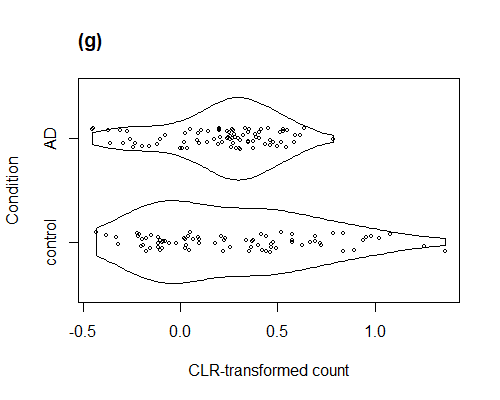 (g)
Condition
AD
control
-0.5 0.0 0.5 1.0
CLR-transformed count